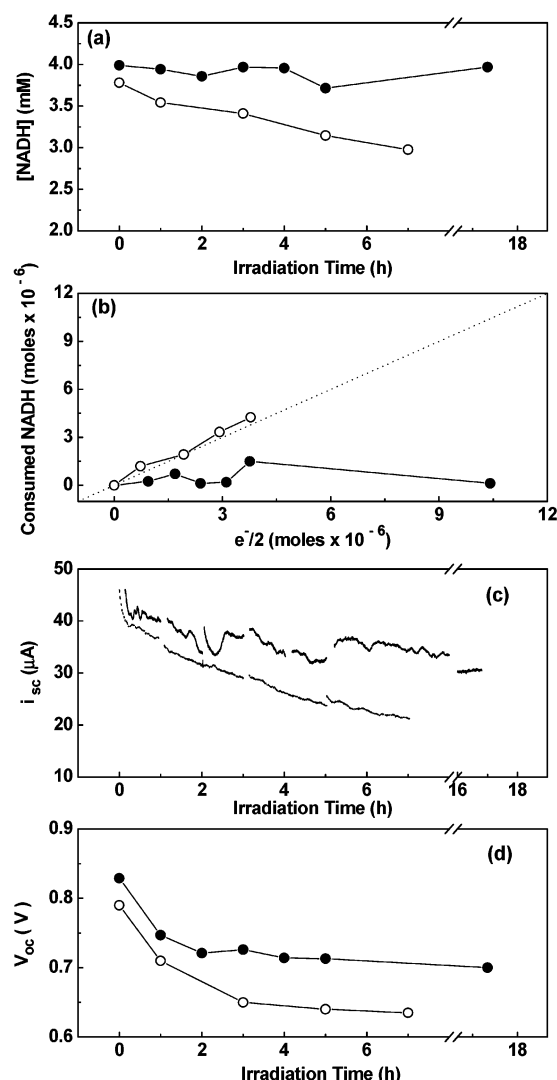 (a)
4.5
4.0
3.5
3.0
2.5
2.0
[NADH] (mM)
0 2 4 6 18
Irradiation Time (h)
(b)
12
9
6
3
0
Consumed NADH (moles x 10⁻⁶)
0 3 6 9 12
e⁻/2 (moles x 10⁻⁶)
(c)
50
40
30
20
10
i sc (μA)
0 2 4 6 16 18
Irradiation Time (h)
(d)
0.9
0.8
0.7
0.6
Voc ( V )
0 2 4 6 18
Irradiation Time (h)